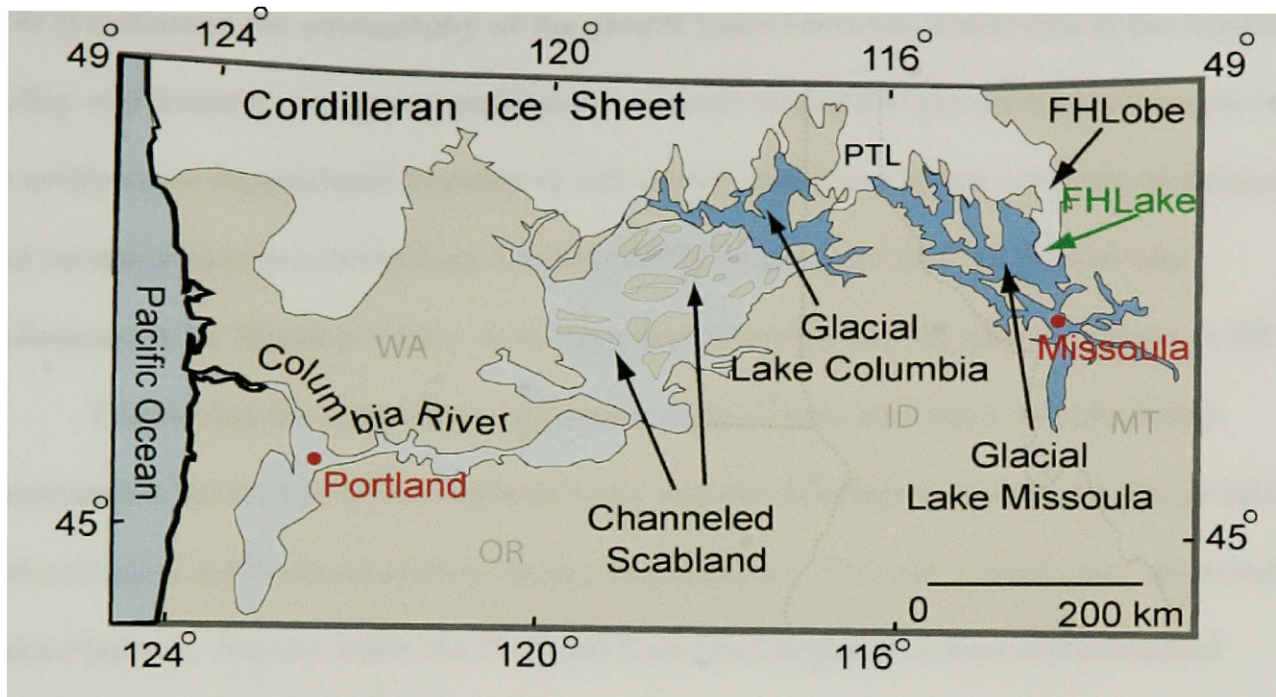 124°
120°
116°
49°
49°
Cordilleran Ice Sheet
FHLobe
PTL
FHLake
Pacific Ocean
WA
Glacial
Lake Columbia
Missoula
Columbia River
ID
MT
Portland
Glacial
Lake Missoula
45°
Channeled
Scabland
OR
45°
0 200 km
124°
120°
116°